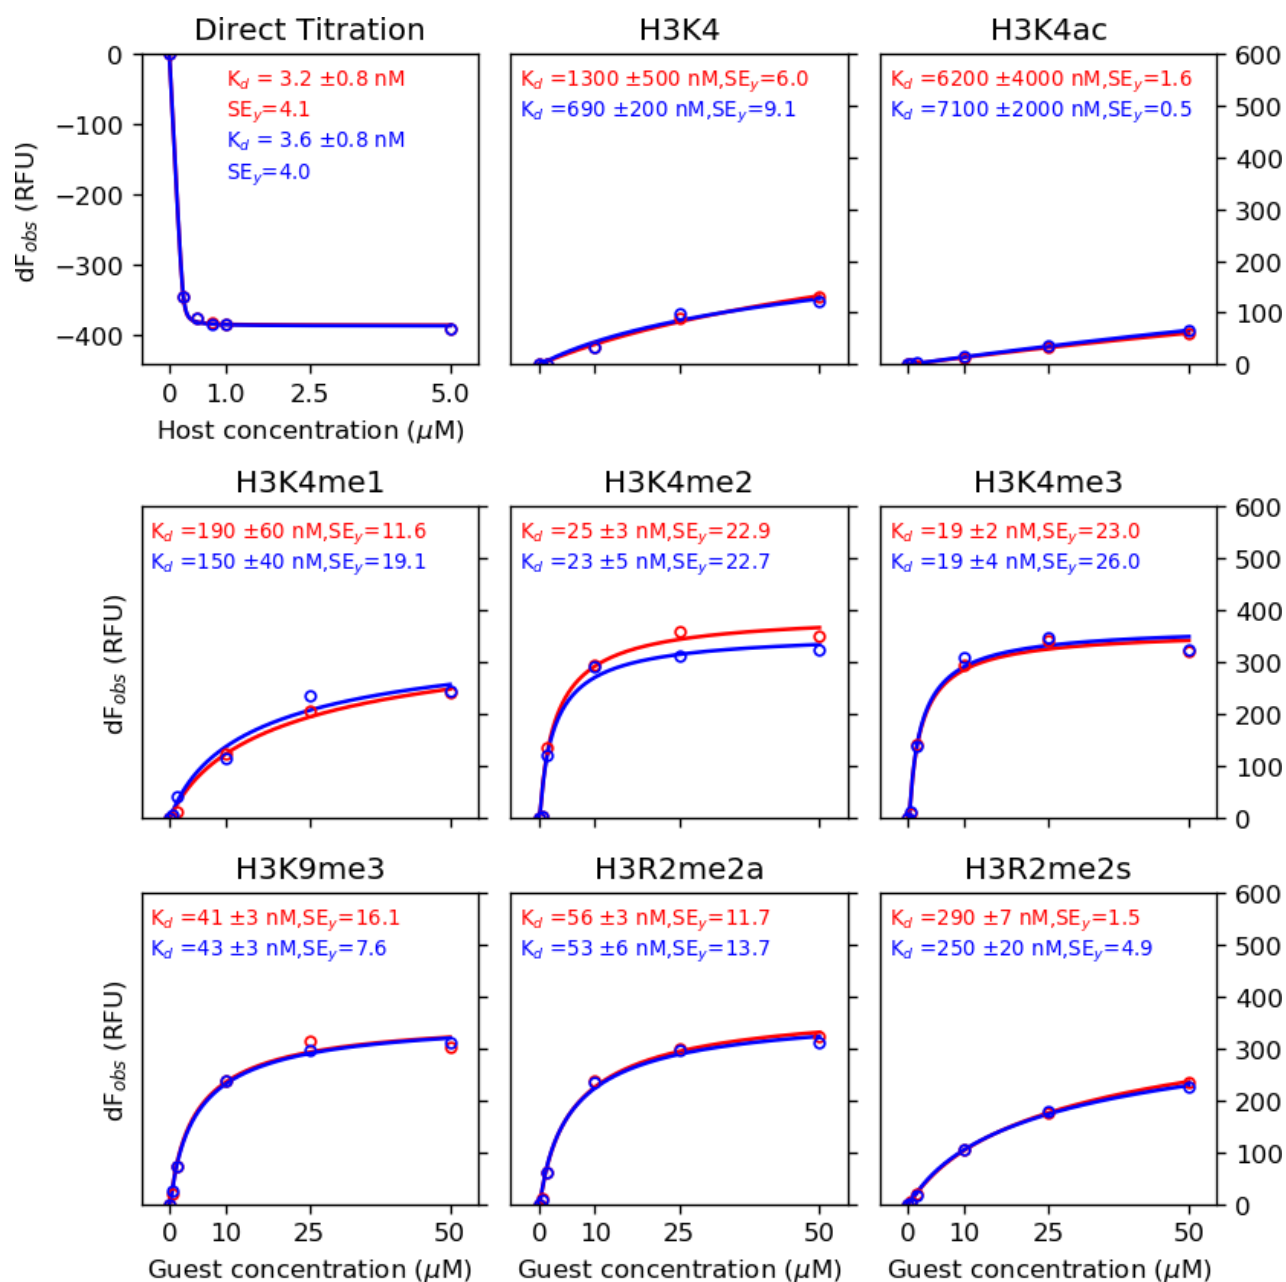 Direct Titration
H3K4
H3K4ac
K_d = 3.2 ±0.8 nM
SE_y=4.1
K_d = 3.6 ±0.8 nM
SE_y=4.0
K_d =1300 ±500 nM,SE_y=6.0
K_d =690 ±200 nM,SE_y=9.1
K_d =6200 ±4000 nM,SE_y=1.6
K_d =7100 ±2000 nM,SE_y=0.5
dF_obs (RFU)
0
−100
−200
−300
−400
600
500
400
300
200
100
0
0 1.0 2.5 5.0
Host concentration (μM)
H3K4me1
H3K4me2
H3K4me3
K_d =190 ±60 nM,SE_y=11.6
K_d =150 ±40 nM,SE_y=19.1
K_d =25 ±3 nM,SE_y=22.9
K_d =23 ±5 nM,SE_y=22.7
K_d =19 ±2 nM,SE_y=23.0
K_d =19 ±4 nM,SE_y=26.0
dF_obs (RFU)
600
500
400
300
200
100
0
H3K9me3
H3R2me2a
H3R2me2s
K_d =41 ±3 nM,SE_y=16.1
K_d =43 ±3 nM,SE_y=7.6
K_d =56 ±3 nM,SE_y=11.7
K_d =53 ±6 nM,SE_y=13.7
K_d =290 ±7 nM,SE_y=1.5
K_d =250 ±20 nM,SE_y=4.9
dF_obs (RFU)
600
500
400
300
200
100
0
0 10 25 50
0 10 25 50
0 10 25 50
Guest concentration (μM)
Guest concentration (μM)
Guest concentration (μM)